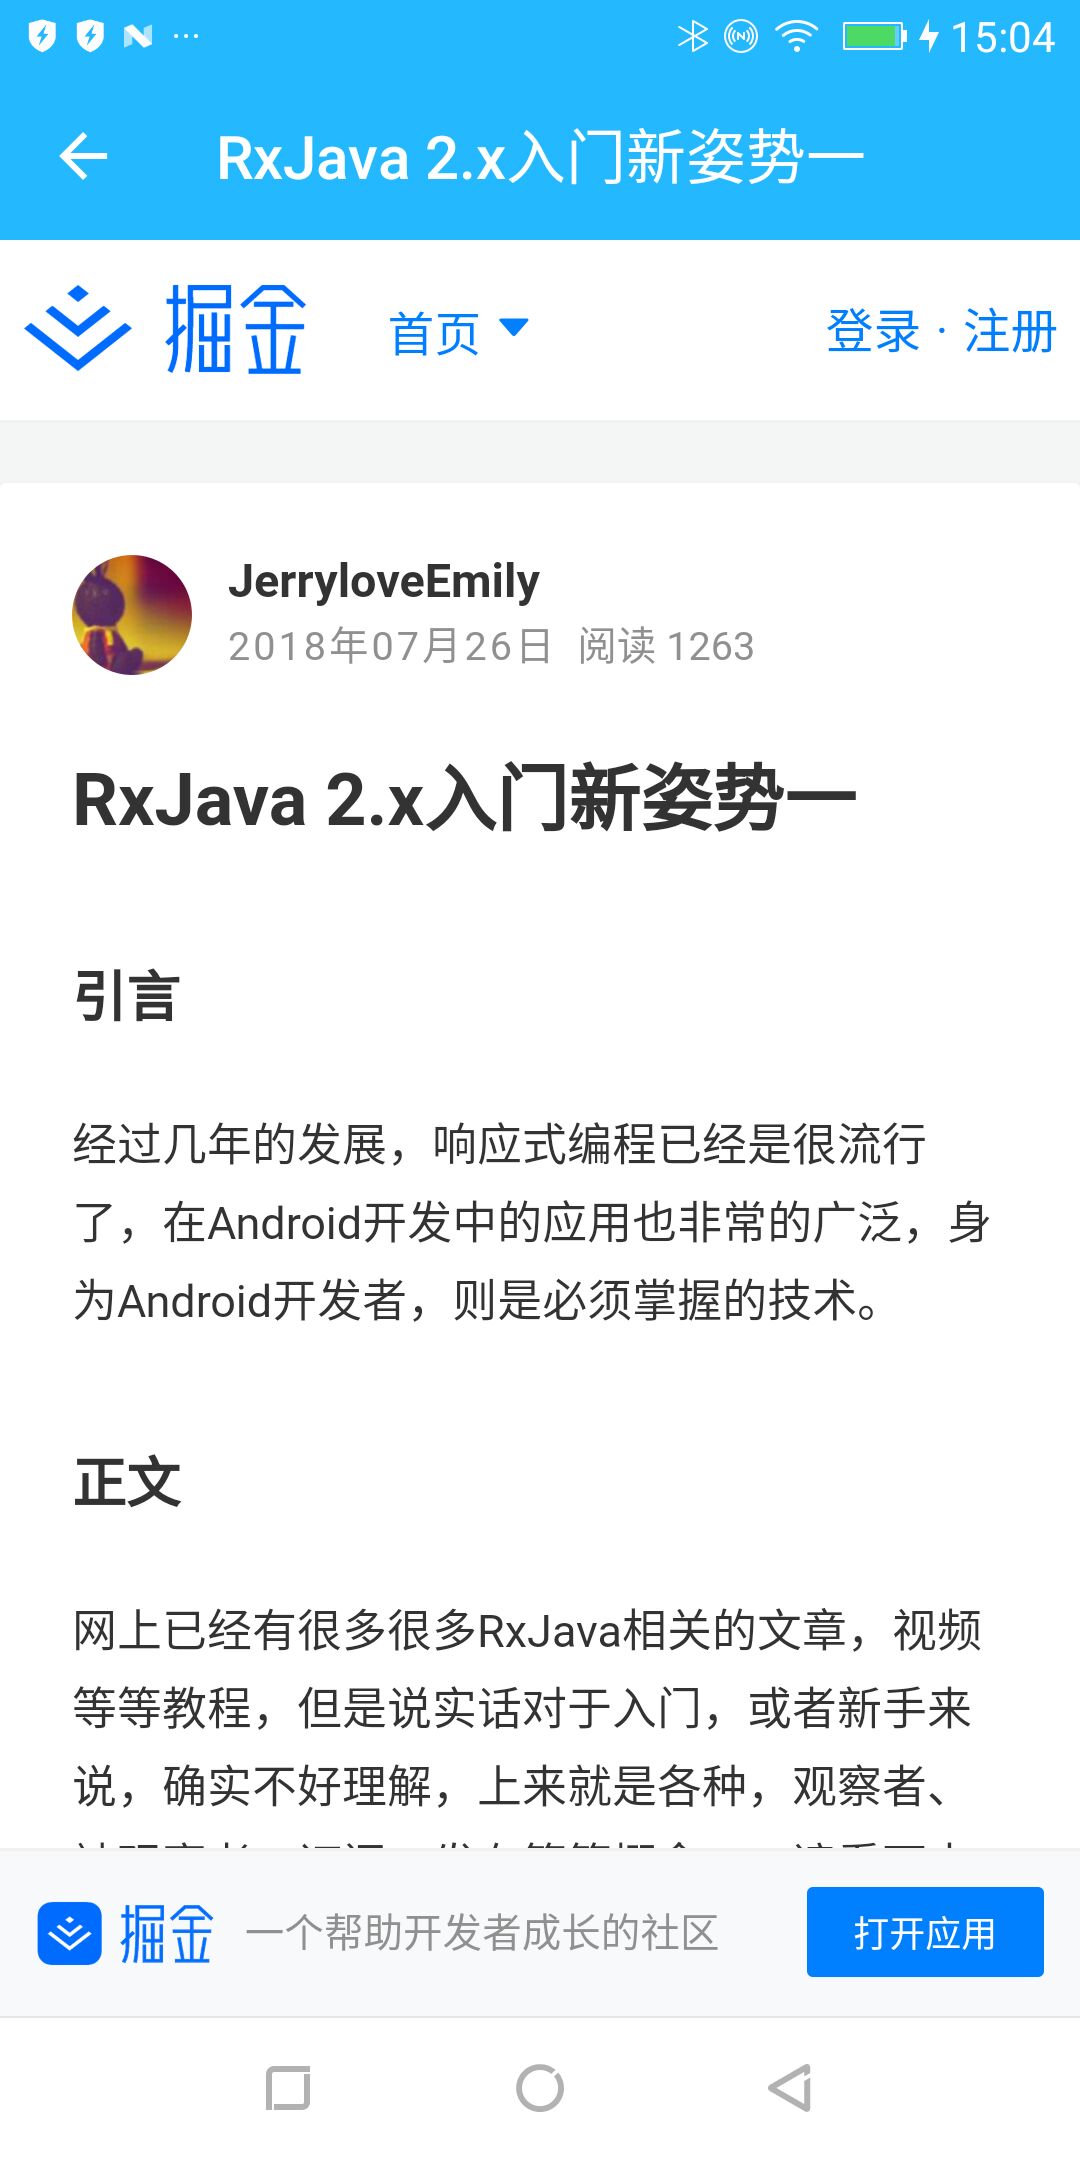 15:04
RxJava 2.x入门新姿势一
掘金 首页 登录 · 注册
JerryloveEmily
2018年07月26日 阅读 1263
RxJava 2.x入门新姿势一
引言
经过几年的发展，响应式编程已经是很流行
了，在Android开发中的应用也非常的广泛，身
为Android开发者，则是必须掌握的技术。
正文
网上已经有很多很多RxJava相关的文章，视频
等等教程，但是说实话对于入门，或者新手来
说，确实不好理解，上来就是各种，观察者、
掘金 一个帮助开发者成长的社区 打开应用